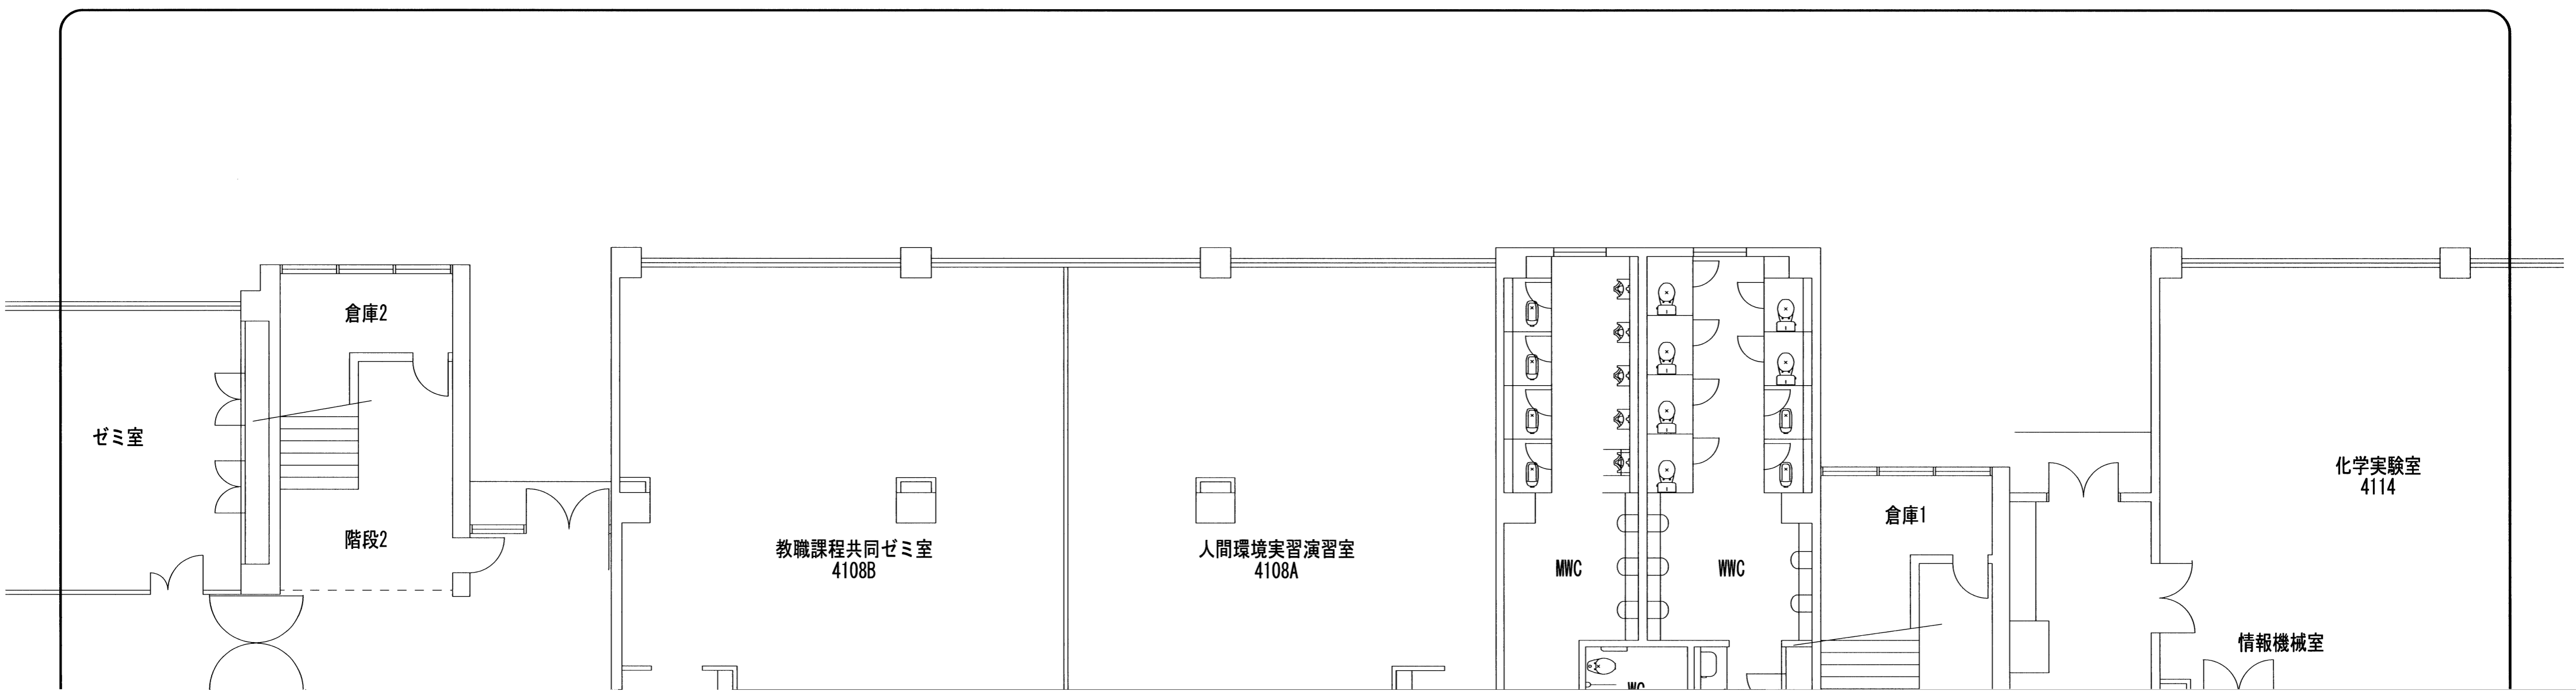 倉庫2
ゼミ室
階段2
教職課程共同ゼミ室
4108B
人間環境実習演習室
4108A
MWC
WWC
WC
倉庫1
化学実験室
4114
情報機械室